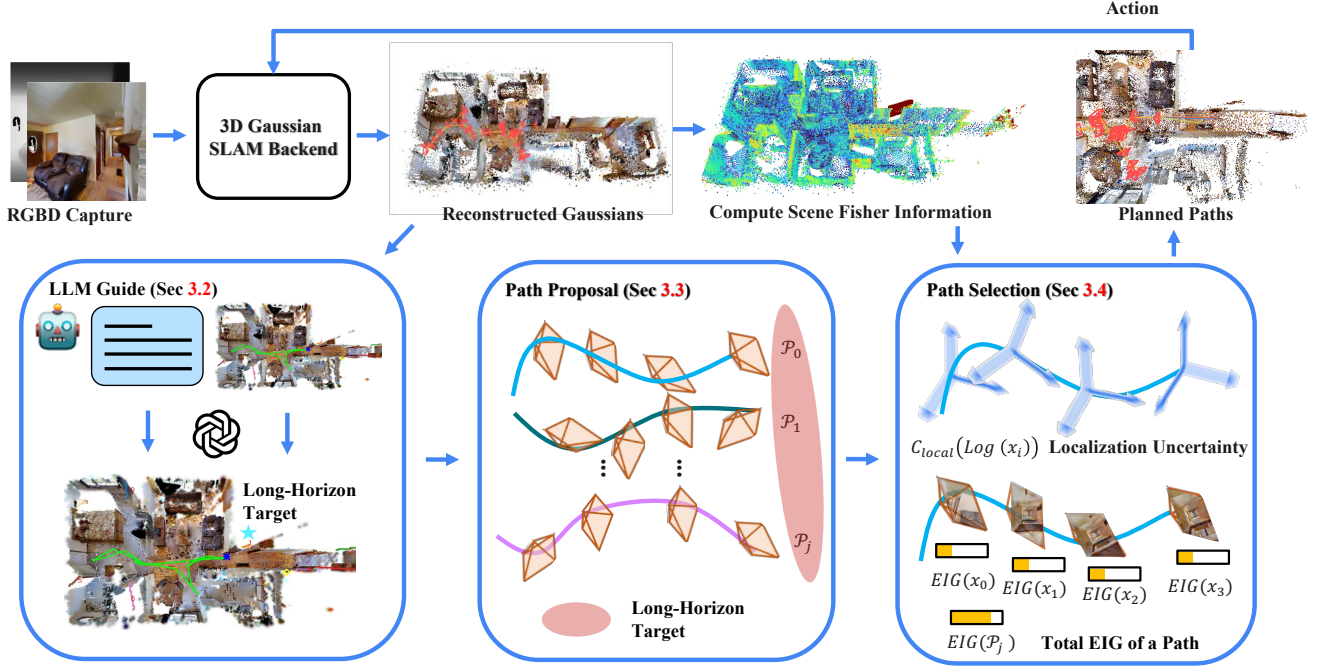 Action
3D Gaussian
SLAM Backend
RGBD Capture
Reconstructed Gaussians
Compute Scene Fisher Information
Planned Paths
LLM Guide (Sec 3.2)
Long-Horizon
Target
Path Proposal (Sec 3.3)
𝒫₀
𝒫₁
𝒫ⱼ
Long-Horizon
Target
Path Selection (Sec 3.4)
C_local(Log (x_i)) Localization Uncertainty
EIG(x₀)
EIG(x₁)
EIG(x₂)
EIG(x₃)
EIG(𝒫ⱼ)
Total EIG of a Path